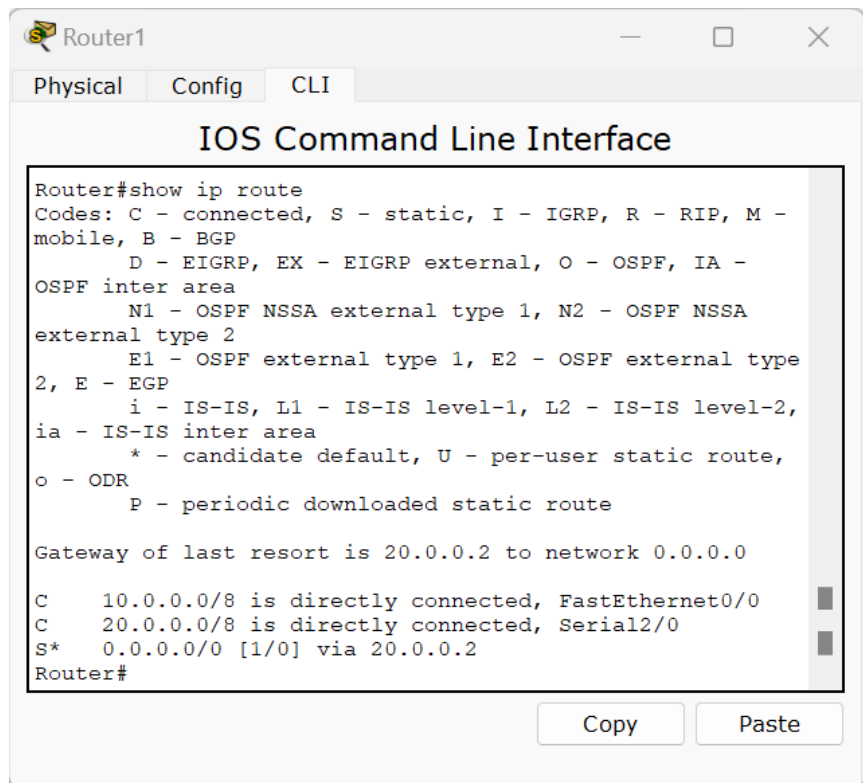 Router1
Physical Config CLI
IOS Command Line Interface
Router#show ip route
Codes: C - connected, S - static, I - IGRP, R - RIP, M -
mobile, B - BGP
       D - EIGRP, EX - EIGRP external, O - OSPF, IA -
OSPF inter area
       N1 - OSPF NSSA external type 1, N2 - OSPF NSSA
external type 2
       E1 - OSPF external type 1, E2 - OSPF external type
2, E - EGP
       i - IS-IS, L1 - IS-IS level-1, L2 - IS-IS level-2,
ia - IS-IS inter area
       * - candidate default, U - per-user static route,
o - ODR
       P - periodic downloaded static route
Gateway of last resort is 20.0.0.2 to network 0.0.0.0
C    10.0.0.0/8 is directly connected, FastEthernet0/0
C    20.0.0.0/8 is directly connected, Serial2/0
S*   0.0.0.0/0 [1/0] via 20.0.0.2
Router#
Copy Paste